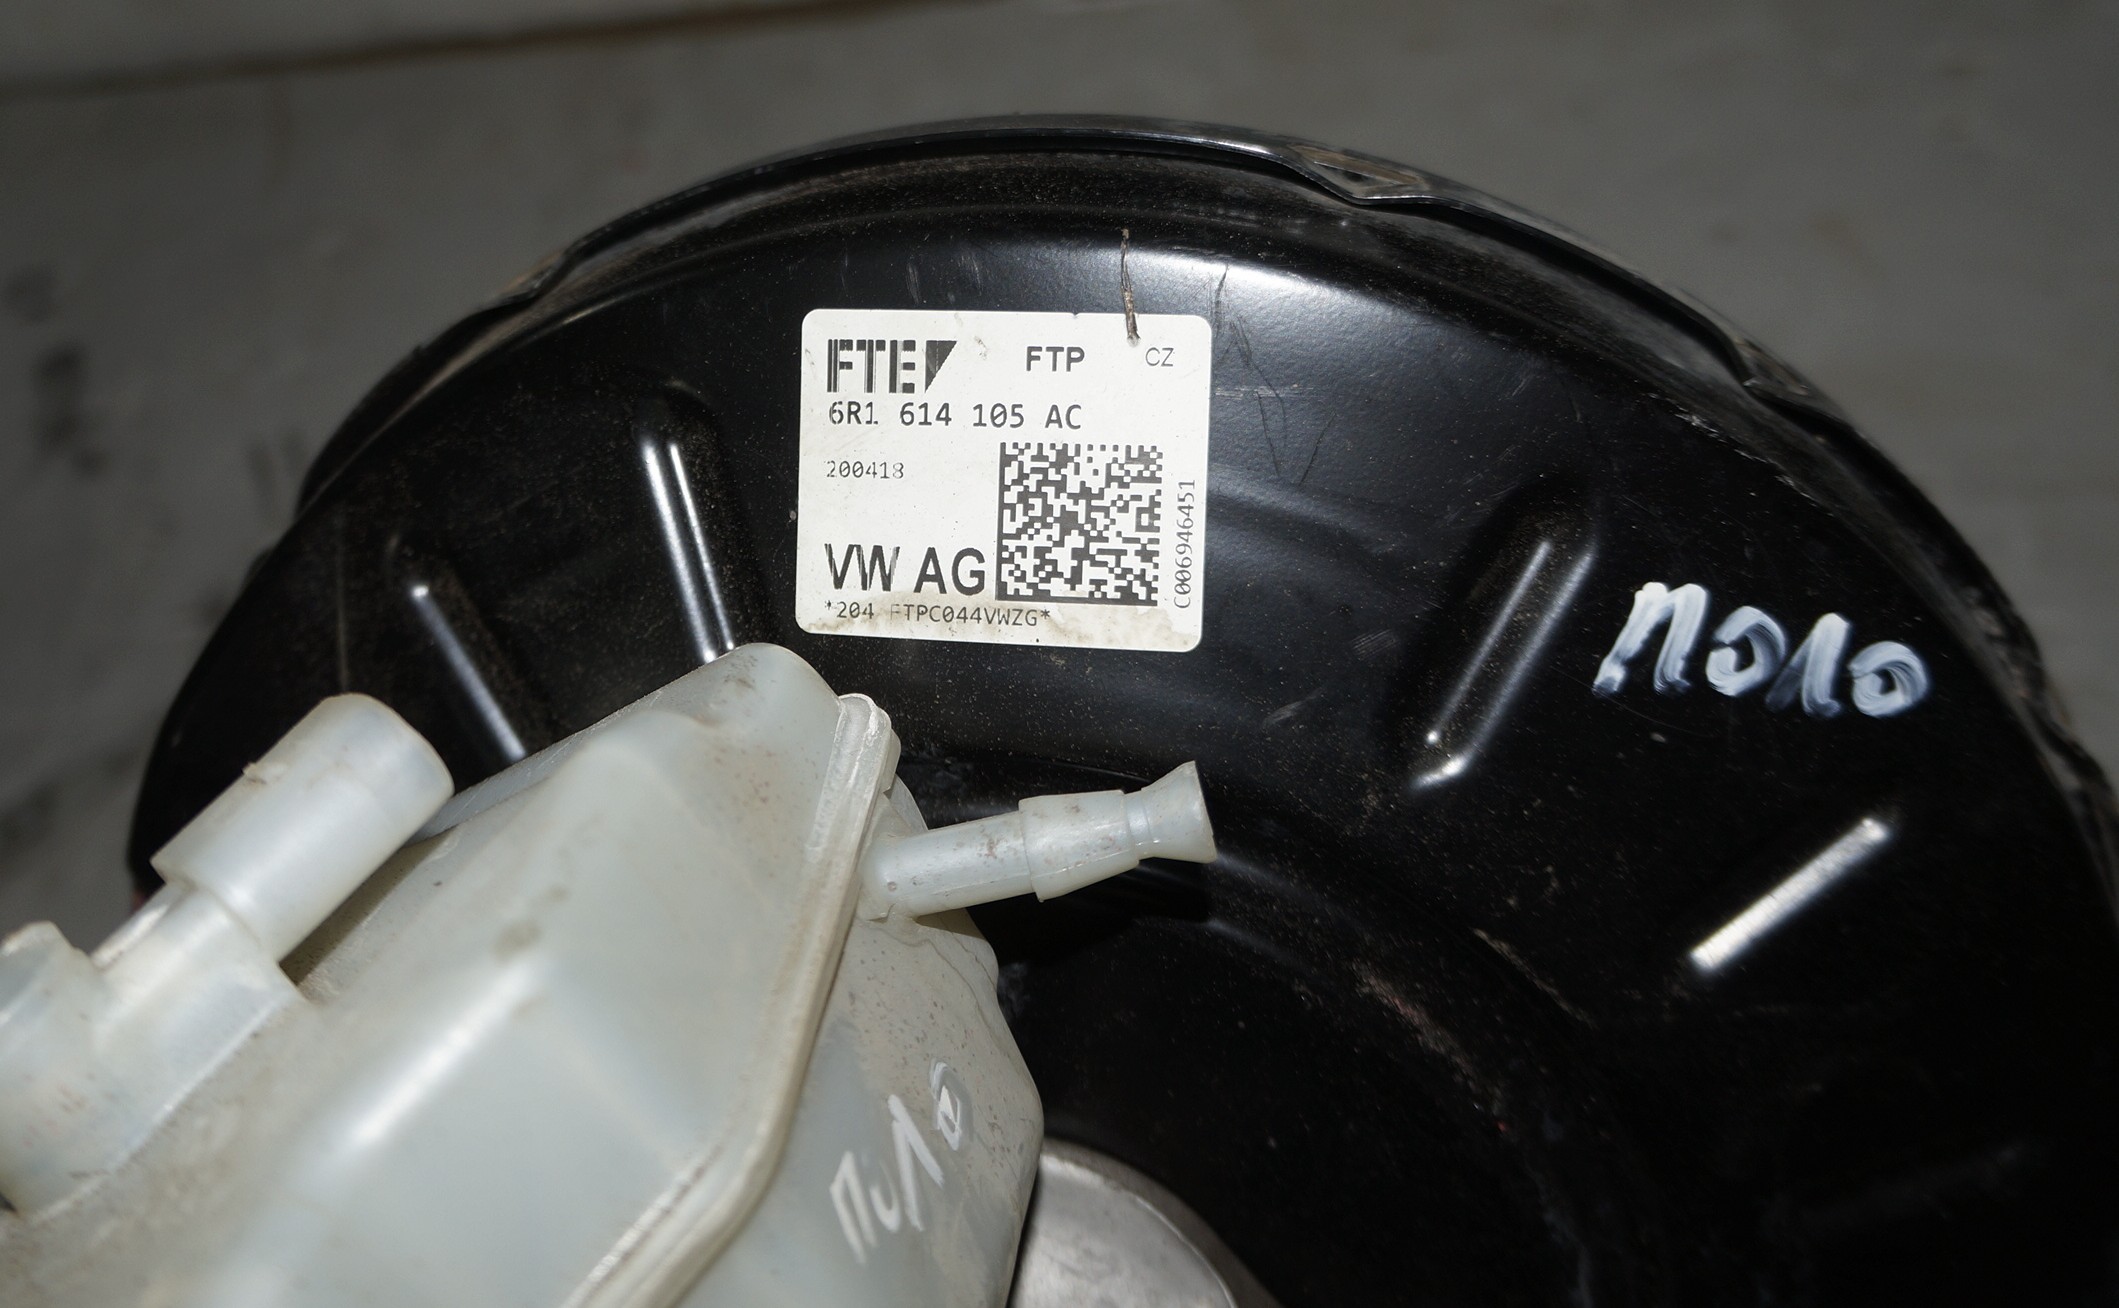 FTE FTP CZ
6R1 614 105 AC
200418
C006946451
VW AG
*204 FTPC044VWZG*
поло
поло